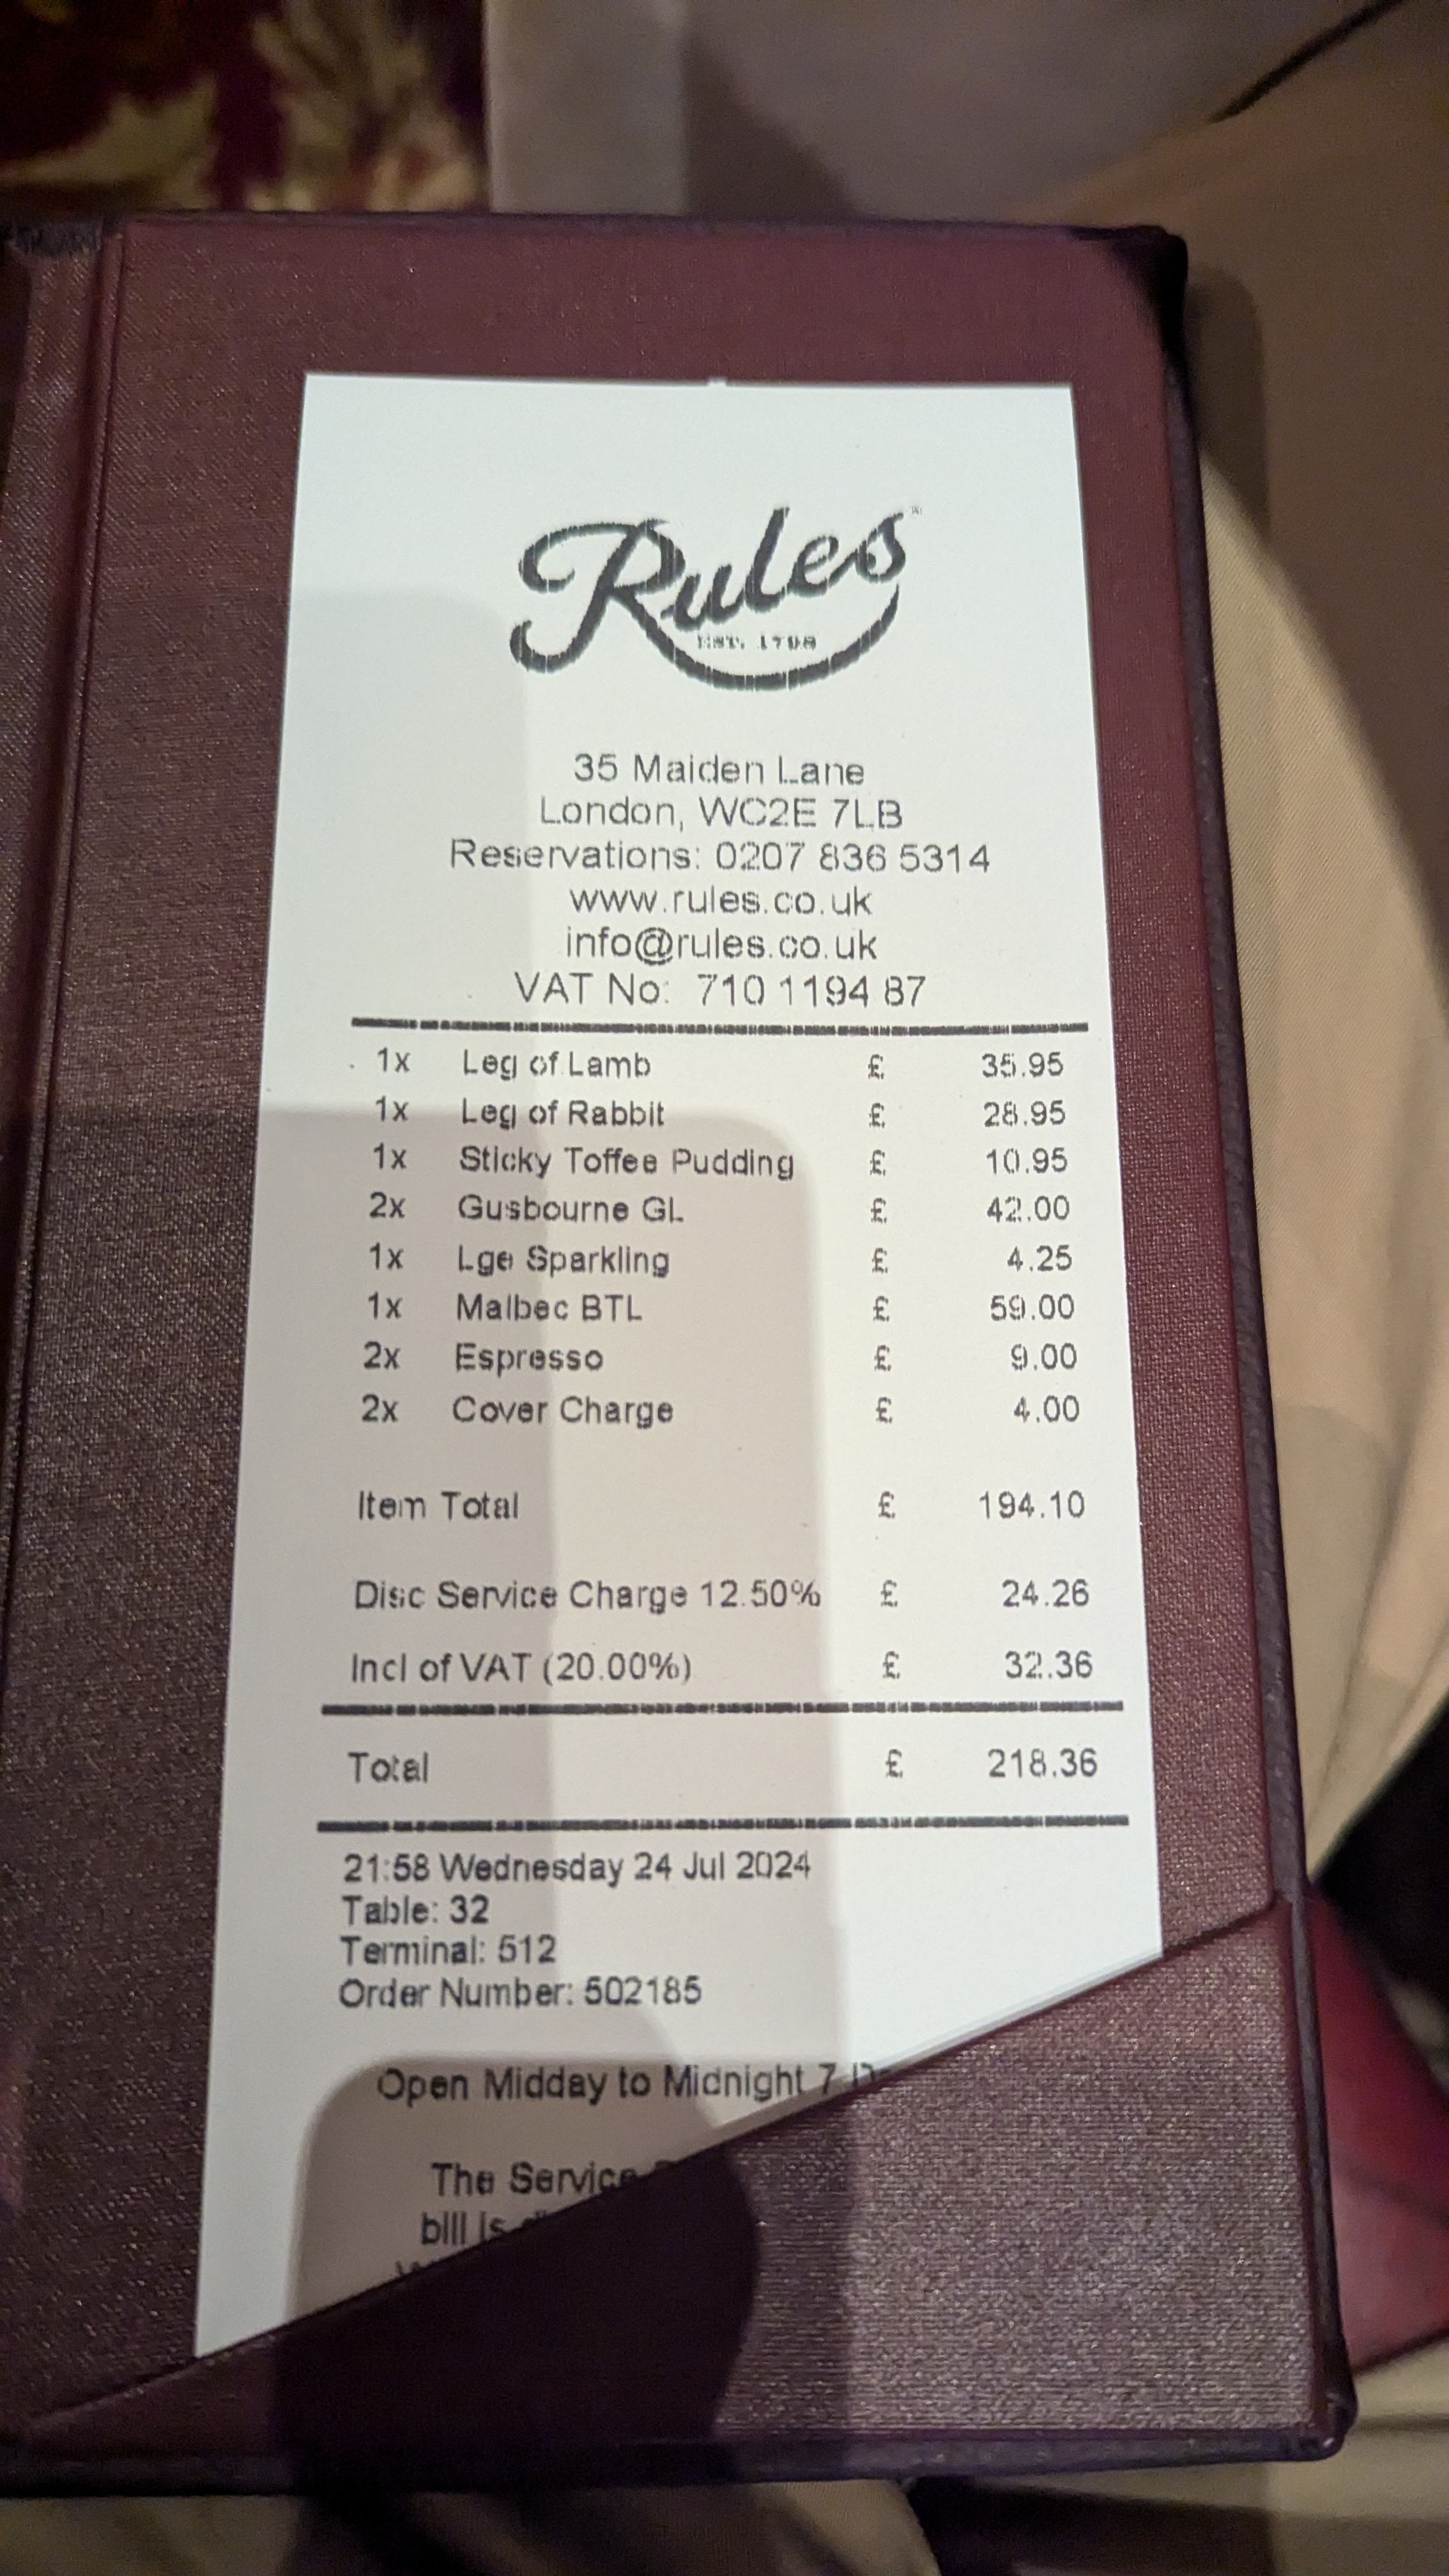 Rules
EST. 1798
35 Maiden Lane
London, WC2E 7LB
Reservations: 0207 836 5314
www.rules.co.uk
info@rules.co.uk
VAT No: 710 1194 87
1x Leg of Lamb £ 35.95
1x Leg of Rabbit £ 28.95
1x Sticky Toffee Pudding £ 10.95
2x Gusbourne GL £ 42.00
1x Lge Sparkling £ 4.25
1x Malbec BTL £ 59.00
2x Espresso £ 9.00
2x Cover Charge £ 4.00
Item Total £ 194.10
Disc Service Charge 12.50% £ 24.26
Incl of VAT (20.00%) £ 32.36
Total £ 218.36
21:58 Wednesday 24 Jul 2024
Table: 32
Terminal: 512
Order Number: 502185
Open Midday to Midnight 7
The Service
bill is